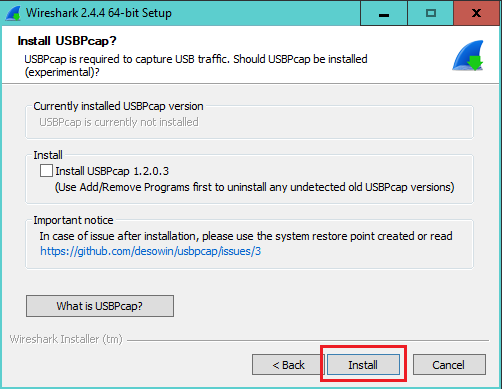 Wireshark 2.4.4 64-bit Setup
Install USBPcap?
USBPcap is required to capture USB traffic. Should USBPcap be installed
(experimental)?
Currently installed USBPcap version
USBPcap is currently not installed
Install
Install USBPcap 1.2.0.3
(Use Add/Remove Programs first to uninstall any undetected old USBPcap versions)
Important notice
In case of issue after installation, please use the system restore point created or read
https://github.com/desowin/usbpcap/issues/3
What is USBPcap?
Wireshark Installer (tm)
< Back
Install
Cancel